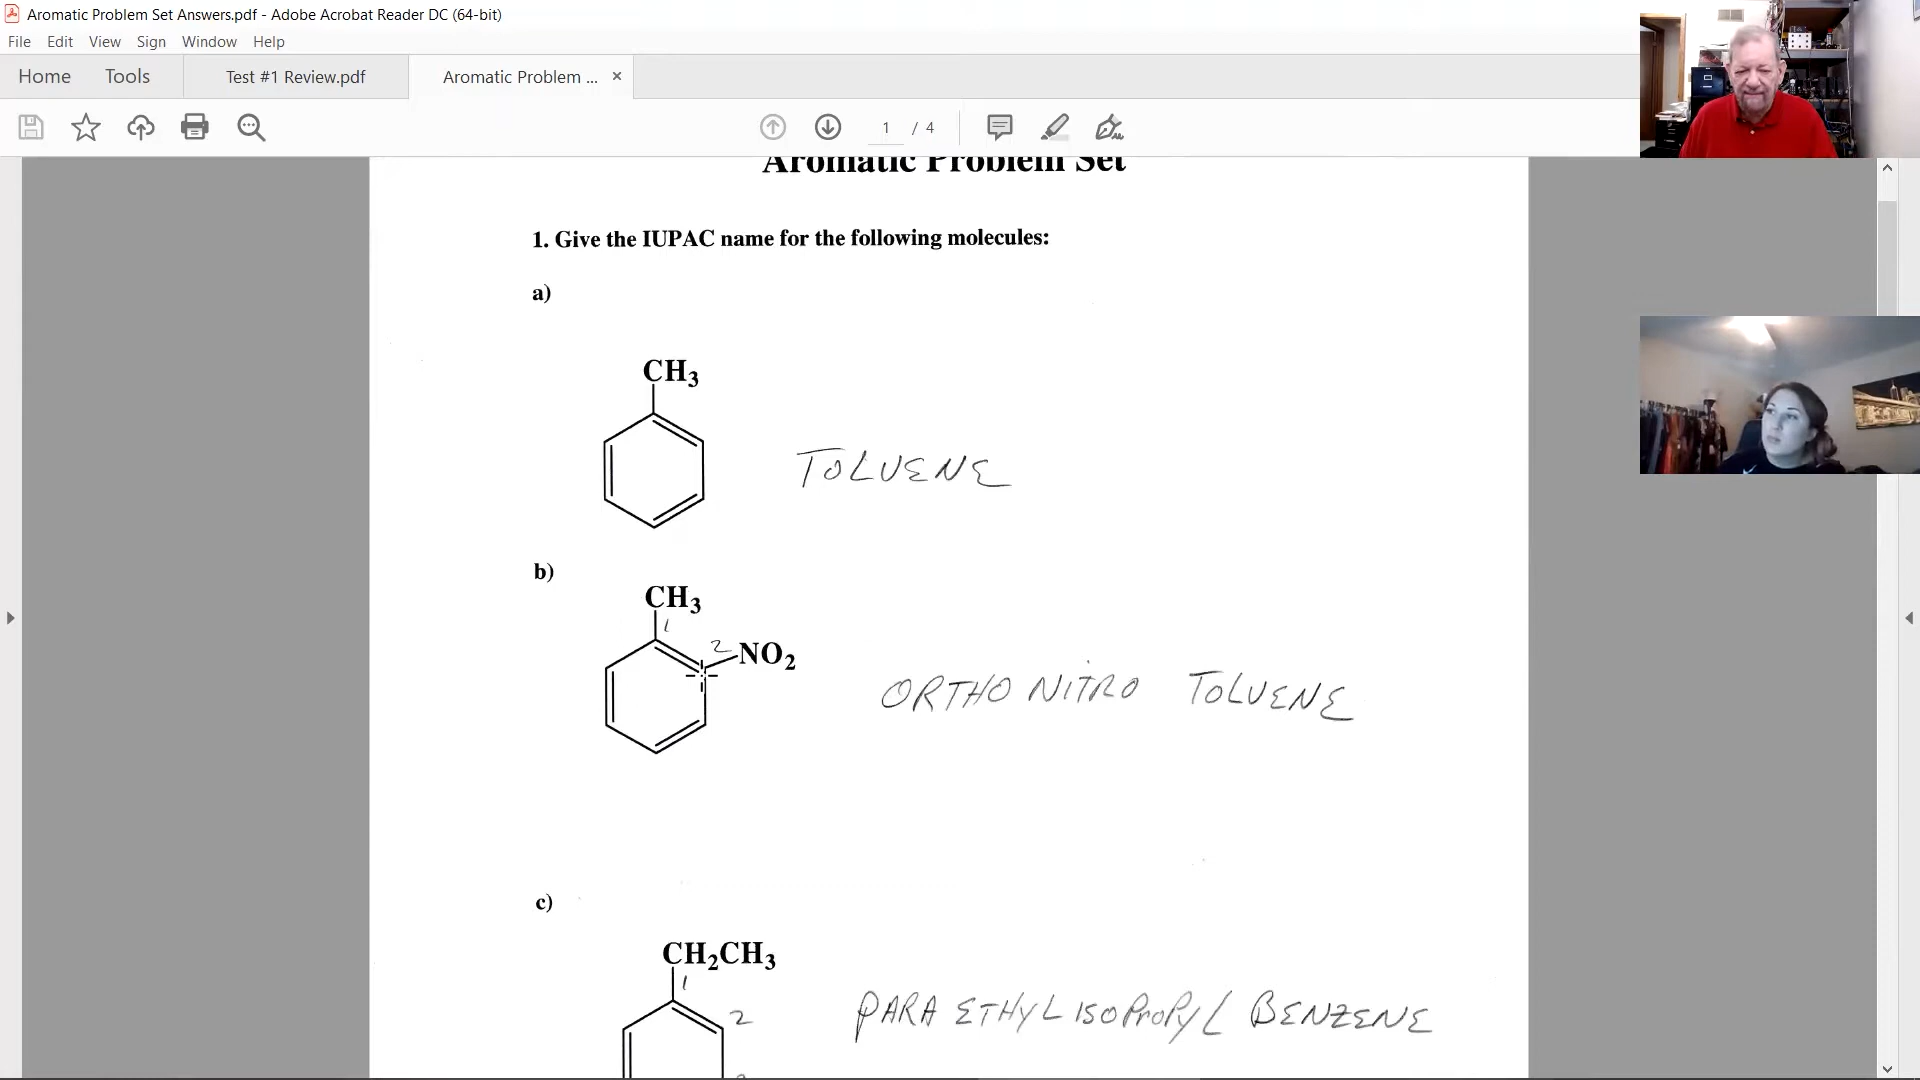 Aromatic Problem Set Answers.pdf - Adobe Acrobat Reader DC (64-bit)
File Edit View Sign Window Help
Home Tools Test #1 Review.pdf Aromatic Problem ... ×
1 / 4
Aromatic Problem Set
1. Give the IUPAC name for the following molecules:
a)
CH₃
TOLUENE
b)
CH₃
1
2
NO₂
ORTHO NITRO TOLUENE
c)
CH₂CH₃
1
2
PARA ETHYL ISOPROPYL BENZENE